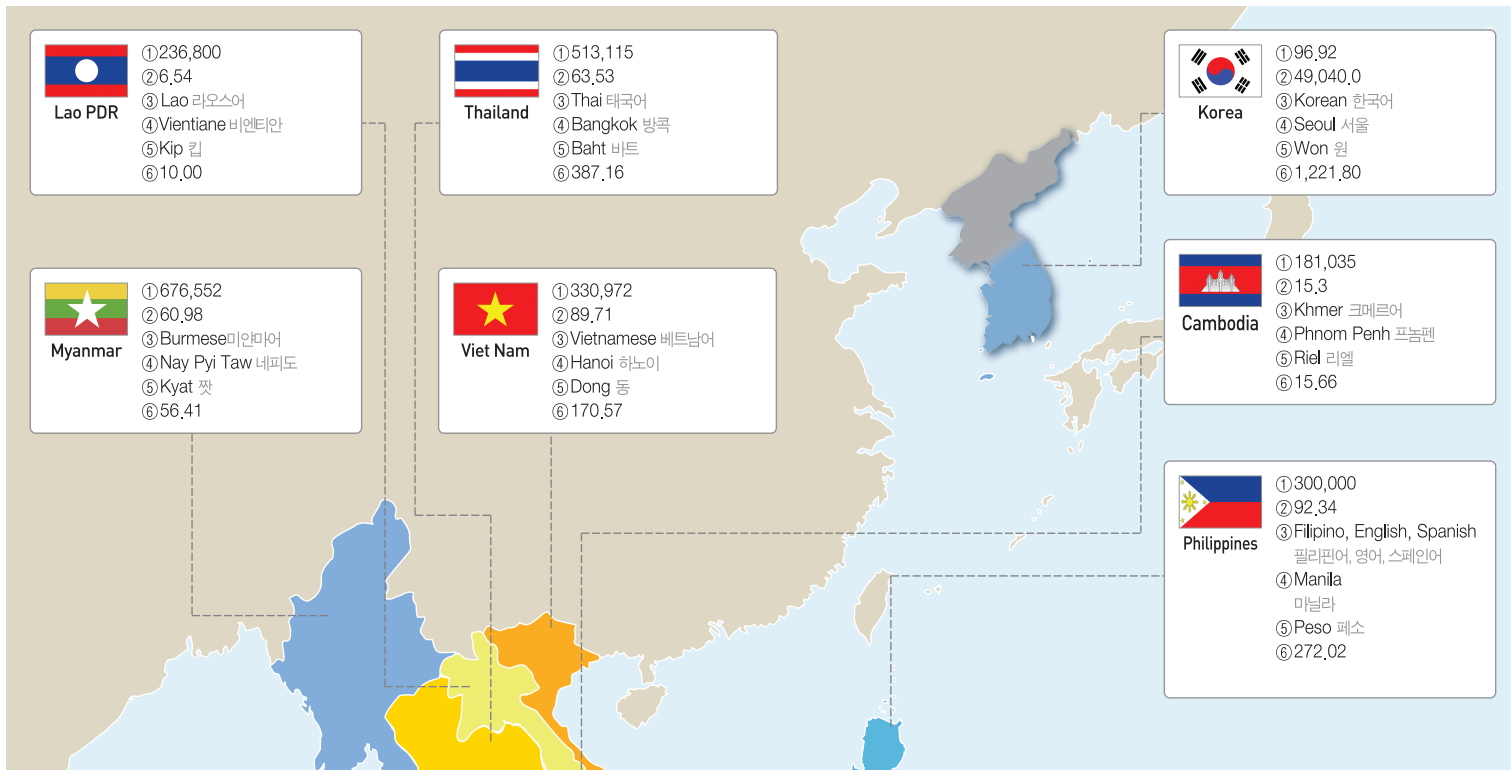 Lao PDR
①236,800
②6.54
③Lao 라오스어
④Vientiane 비엔티안
⑤Kip 킵
⑥10.00
Thailand
①513,115
②63.53
③Thai 태국어
④Bangkok 방콕
⑤Baht 바트
⑥387.16
Korea
①96.92
②49,040.0
③Korean 한국어
④Seoul 서울
⑤Won 원
⑥1,221.80
Myanmar
①676,552
②60.98
③Burmese미얀마어
④Nay Pyi Taw 네피도
⑤Kyat 짯
⑥56.41
Viet Nam
①330,972
②89.71
③Vietnamese 베트남어
④Hanoi 하노이
⑤Dong 동
⑥170.57
Cambodia
①181,035
②15.3
③Khmer 크메르어
④Phnom Penh 프놈펜
⑤Riel 리엘
⑥15.66
Philippines
①300,000
②92.34
③Filipino, English, Spanish
필리핀어, 영어, 스페인어
④Manila
마닐라
⑤Peso 페소
⑥272.02